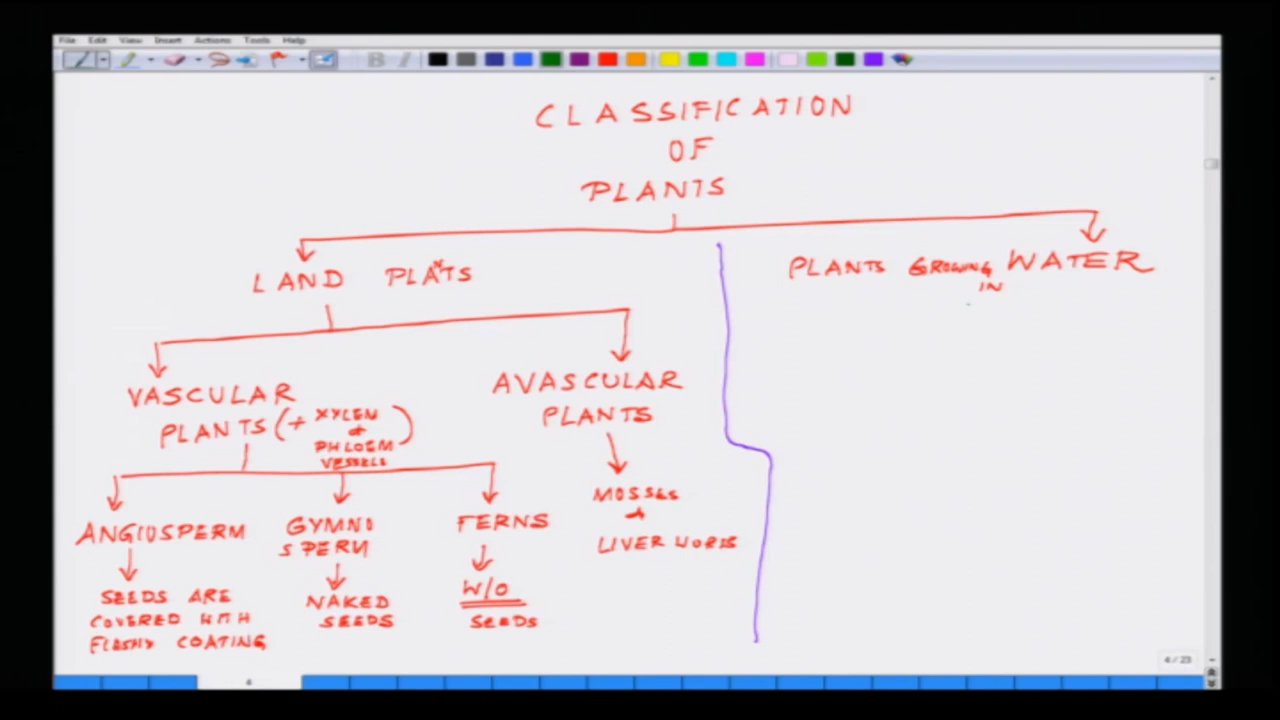 File Edit View Insert Actions Tools Help
CLASSIFICATION
OF
PLANTS
LAND PLANTS
PLANTS GROWING WATER
IN
VASCULAR
PLANTS (+ XYLEM
&
PHLOEM
VESSELS)
AVASCULAR
PLANTS
MOSSES
&
LIVER WORTS
ANGIOSPERM
GYMNO
SPERM
FERNS
SEEDS ARE
COVERED WITH
FLESHY COATING
NAKED
SEEDS
W/O
SEEDS
4 / 23
4